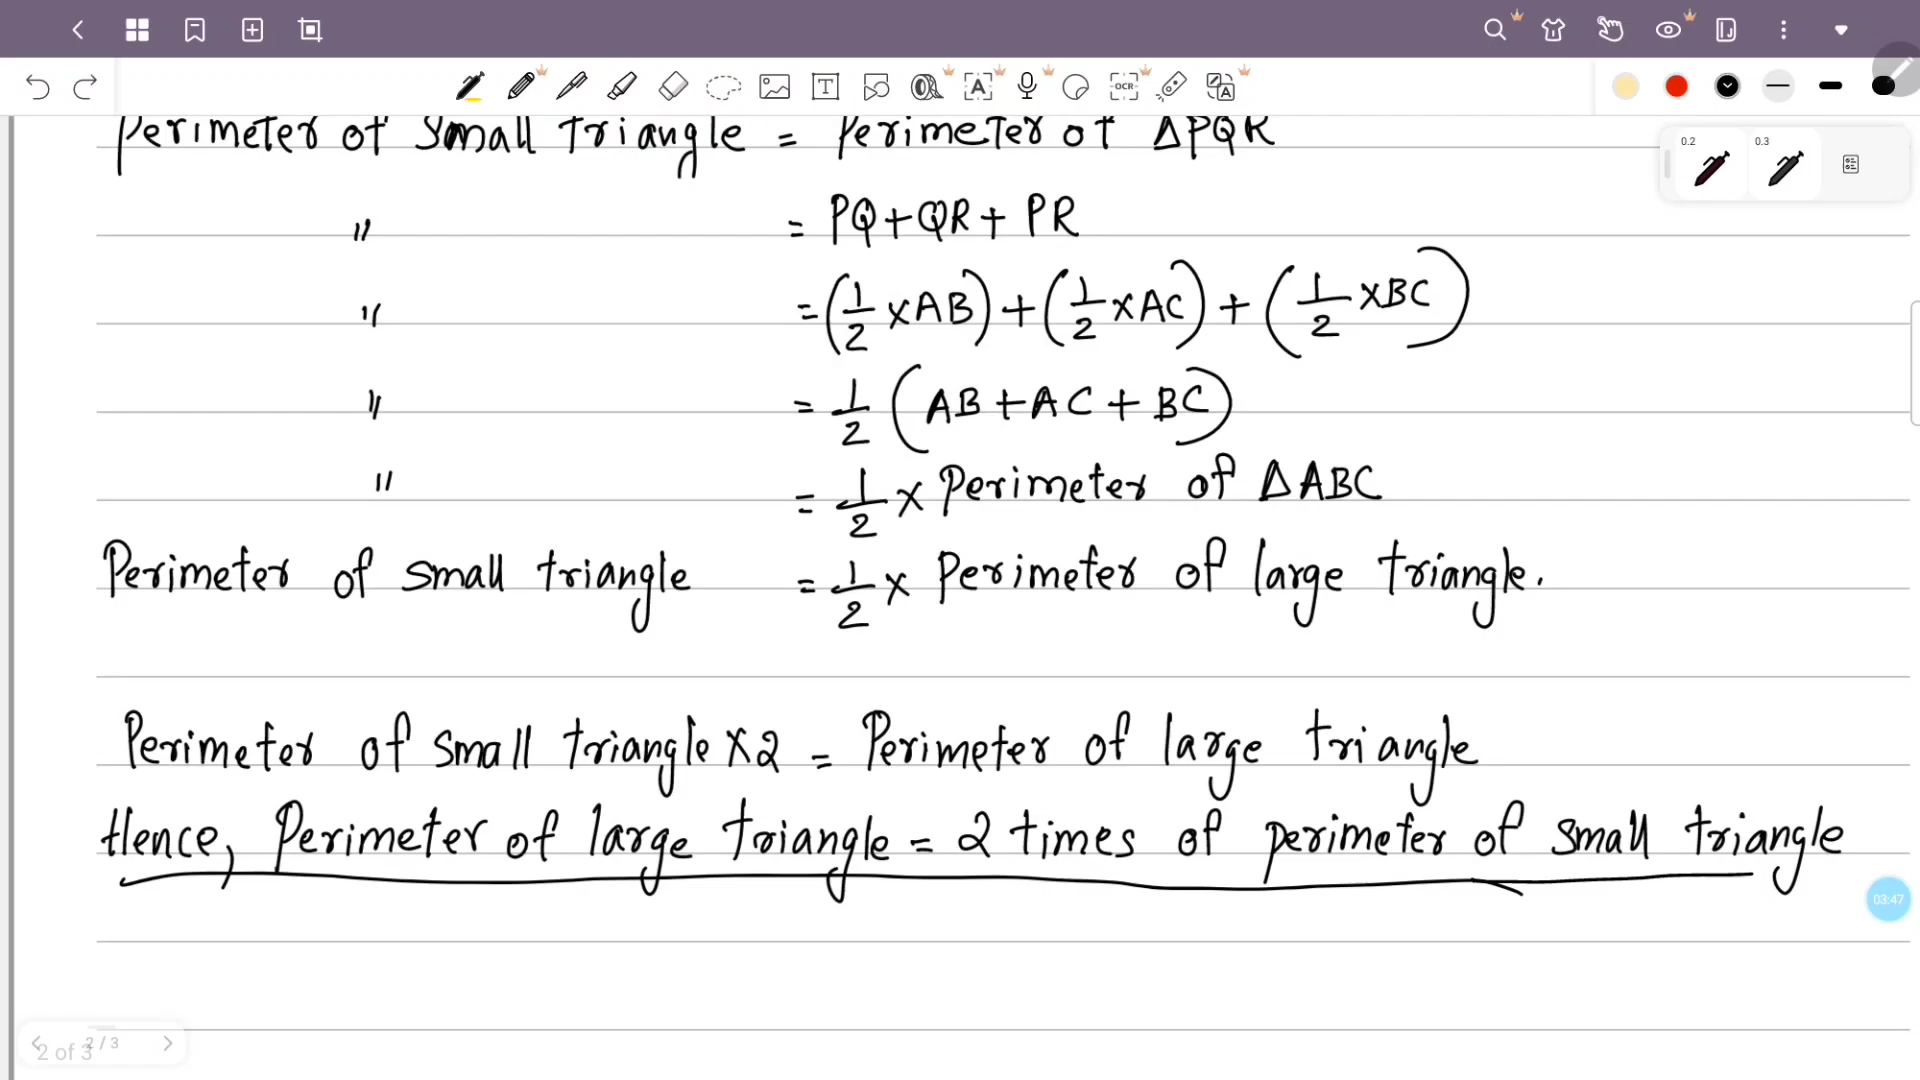 OCR
0.2 0.3
Perimeter of small triangle = Perimeter of ΔPQR
" = PQ+QR+ PR
" = (1/2 ×AB) + (1/2 ×AC) + (1/2 ×BC)
" = 1/2 (AB +AC + BC)
" = 1/2 × Perimeter of ΔABC
Perimeter of small triangle = 1/2 × Perimeter of large triangle.
Perimeter of small triangle ×2 = Perimeter of large triangle
Hence, Perimeter of large triangle = 2 times of perimeter of small triangle
03:47
2 / 3
2 of 3